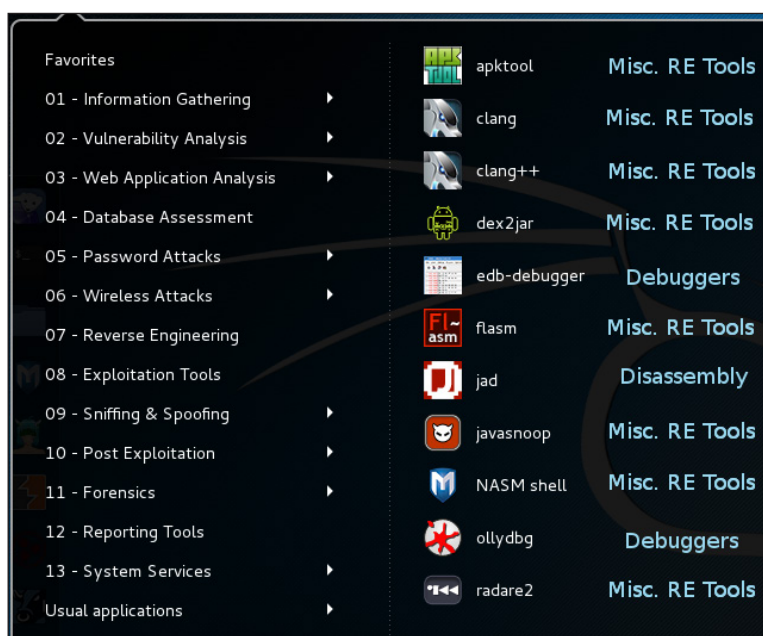 Favorites
01 - Information Gathering
02 - Vulnerability Analysis
03 - Web Application Analysis
04 - Database Assessment
05 - Password Attacks
06 - Wireless Attacks
07 - Reverse Engineering
08 - Exploitation Tools
09 - Sniffing & Spoofing
10 - Post Exploitation
11 - Forensics
12 - Reporting Tools
13 - System Services
Usual applications
APK TOOL apktool Misc. RE Tools
clang Misc. RE Tools
clang++ Misc. RE Tools
dex2jar Misc. RE Tools
edb-debugger Debuggers
Fl~ asm flasm Misc. RE Tools
jad Disassembly
javasnoop Misc. RE Tools
NASM shell Misc. RE Tools
ollydbg Debuggers
radare2 Misc. RE Tools